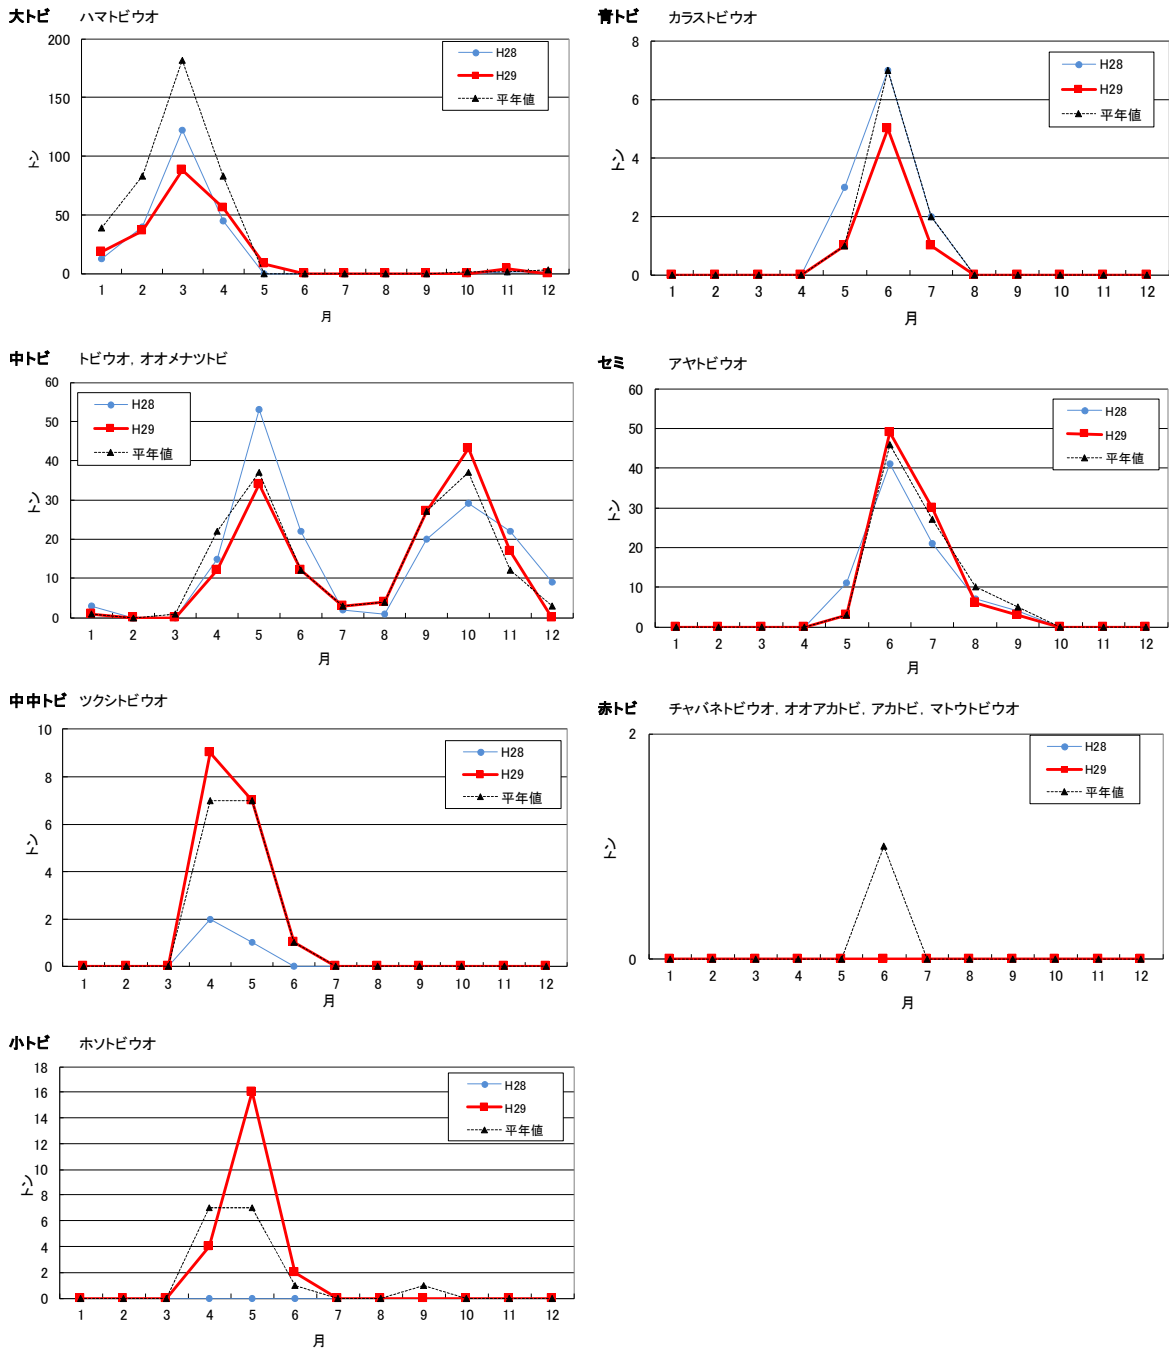 大トビ ハマトビウオ
200
150
100
50
0
トン
1 2 3 4 5 6 7 8 9 10 11 12
月
H28
H29
平年値
青トビ カラストビウオ
8
6
4
2
0
トン
1 2 3 4 5 6 7 8 9 10 11 12
月
H28
H29
平年値
中トビ トビウオ, オオメナツトビ
60
50
40
30
20
10
0
トン
1 2 3 4 5 6 7 8 9 10 11 12
月
H28
H29
平年値
セミ アヤトビウオ
60
50
40
30
20
10
0
トン
1 2 3 4 5 6 7 8 9 10 11 12
月
H28
H29
平年値
中中トビ ツクシトビウオ
10
8
6
4
2
0
トン
1 2 3 4 5 6 7 8 9 10 11 12
月
H28
H29
平年値
赤トビ チャバネトビウオ, オオアカトビ, アカトビ, マトウトビウオ
2
0
トン
1 2 3 4 5 6 7 8 9 10 11 12
月
H28
H29
平年値
小トビ ホソトビウオ
18
16
14
12
10
8
6
4
2
0
トン
1 2 3 4 5 6 7 8 9 10 11 12
月
H28
H29
平年値